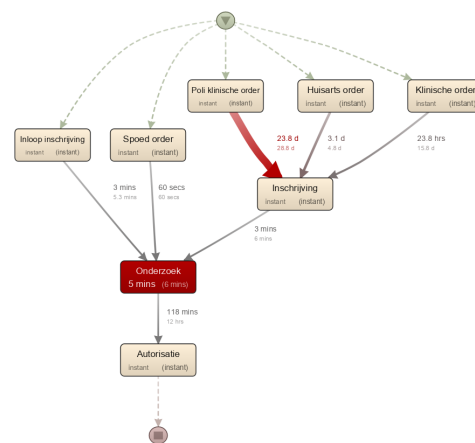 Poli klinische order
instant (instant)
Huisarts order
instant (instant)
Klinische order
instant (instant)
Inloop inschrijving
instant (instant)
Spoed order
instant (instant)
23.8 d
28.8 d
3.1 d
4.8 d
23.8 hrs
15.8 d
Inschrijving
instant (instant)
3 mins
5.3 mins
60 secs
60 secs
3 mins
6 mins
Onderzoek
5 mins (6 mins)
118 mins
12 hrs
Autorisatie
instant (instant)